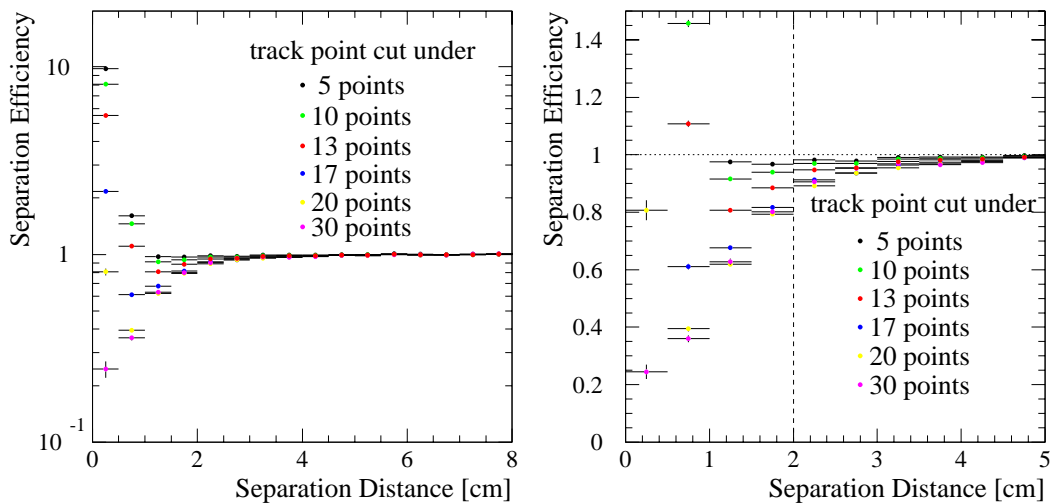 Separation Efficiency
10
1
10 -1
track point cut under
5 points
10 points
13 points
17 points
20 points
30 points
0 2 4 6 8
Separation Distance [cm]
Separation Efficiency
1.4
1.2
1
0.8
0.6
0.4
0.2
0
track point cut under
5 points
10 points
13 points
17 points
20 points
30 points
0 1 2 3 4 5
Separation Distance [cm]